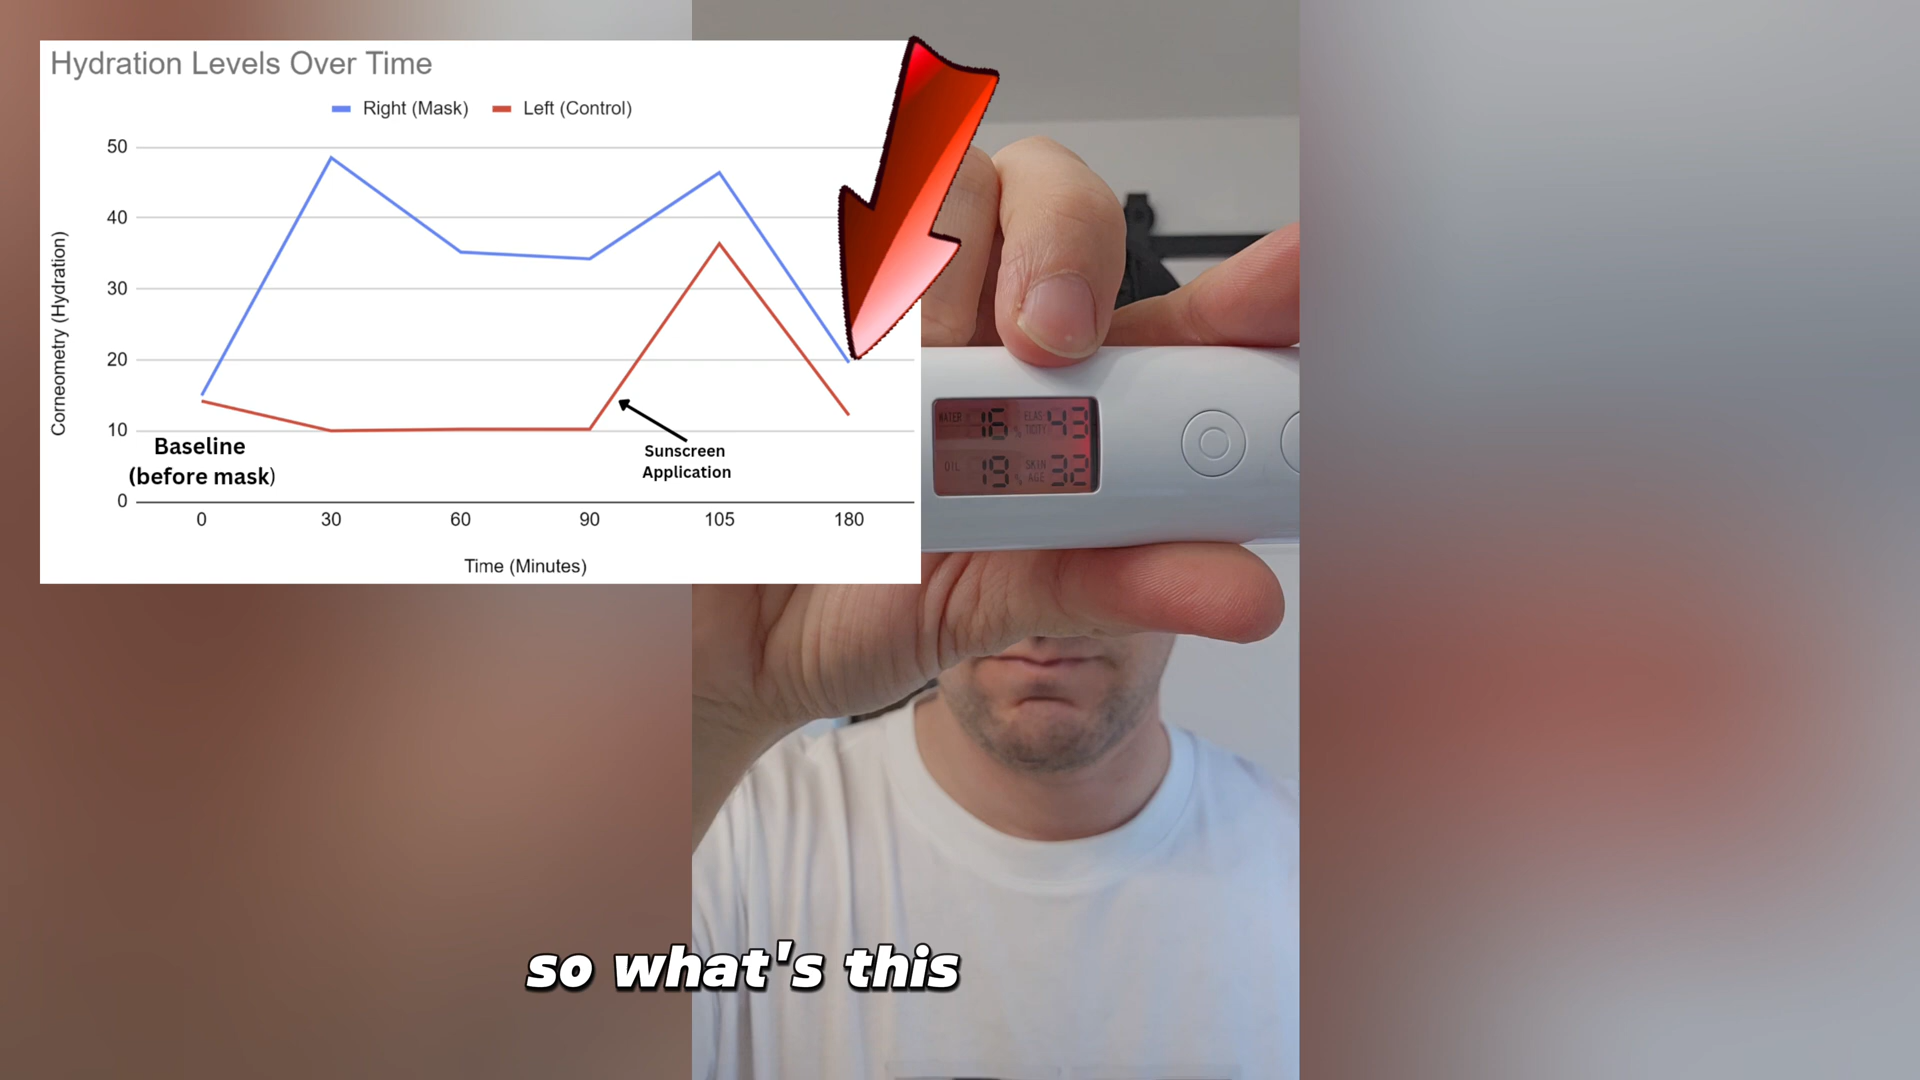 Hydration Levels Over Time
Right (Mask) Left (Control)
50
40
30
20
10
0
Corneometry (Hydration)
Baseline
(before mask)
Sunscreen
Application
0 30 60 90 105 180
Time (Minutes)
WATER 16 % ELAS TICITY 43
OIL 19 % SKIN AGE 32
so what's this